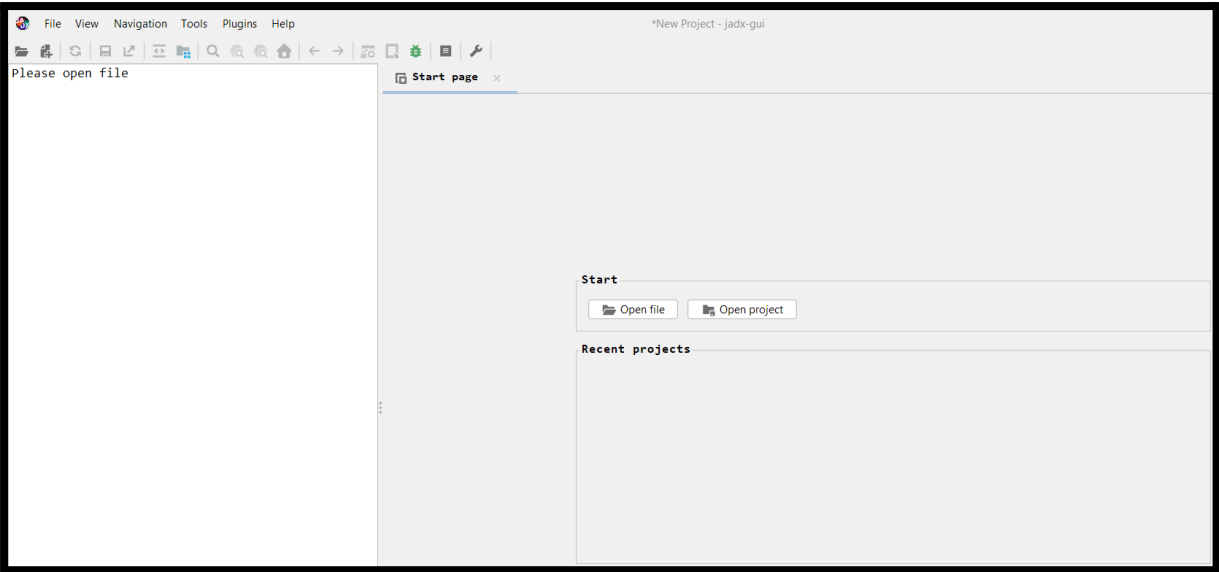 File View Navigation Tools Plugins Help
*New Project - jadx-gui
Please open file
Start page
Start
Open file
Open project
Recent projects